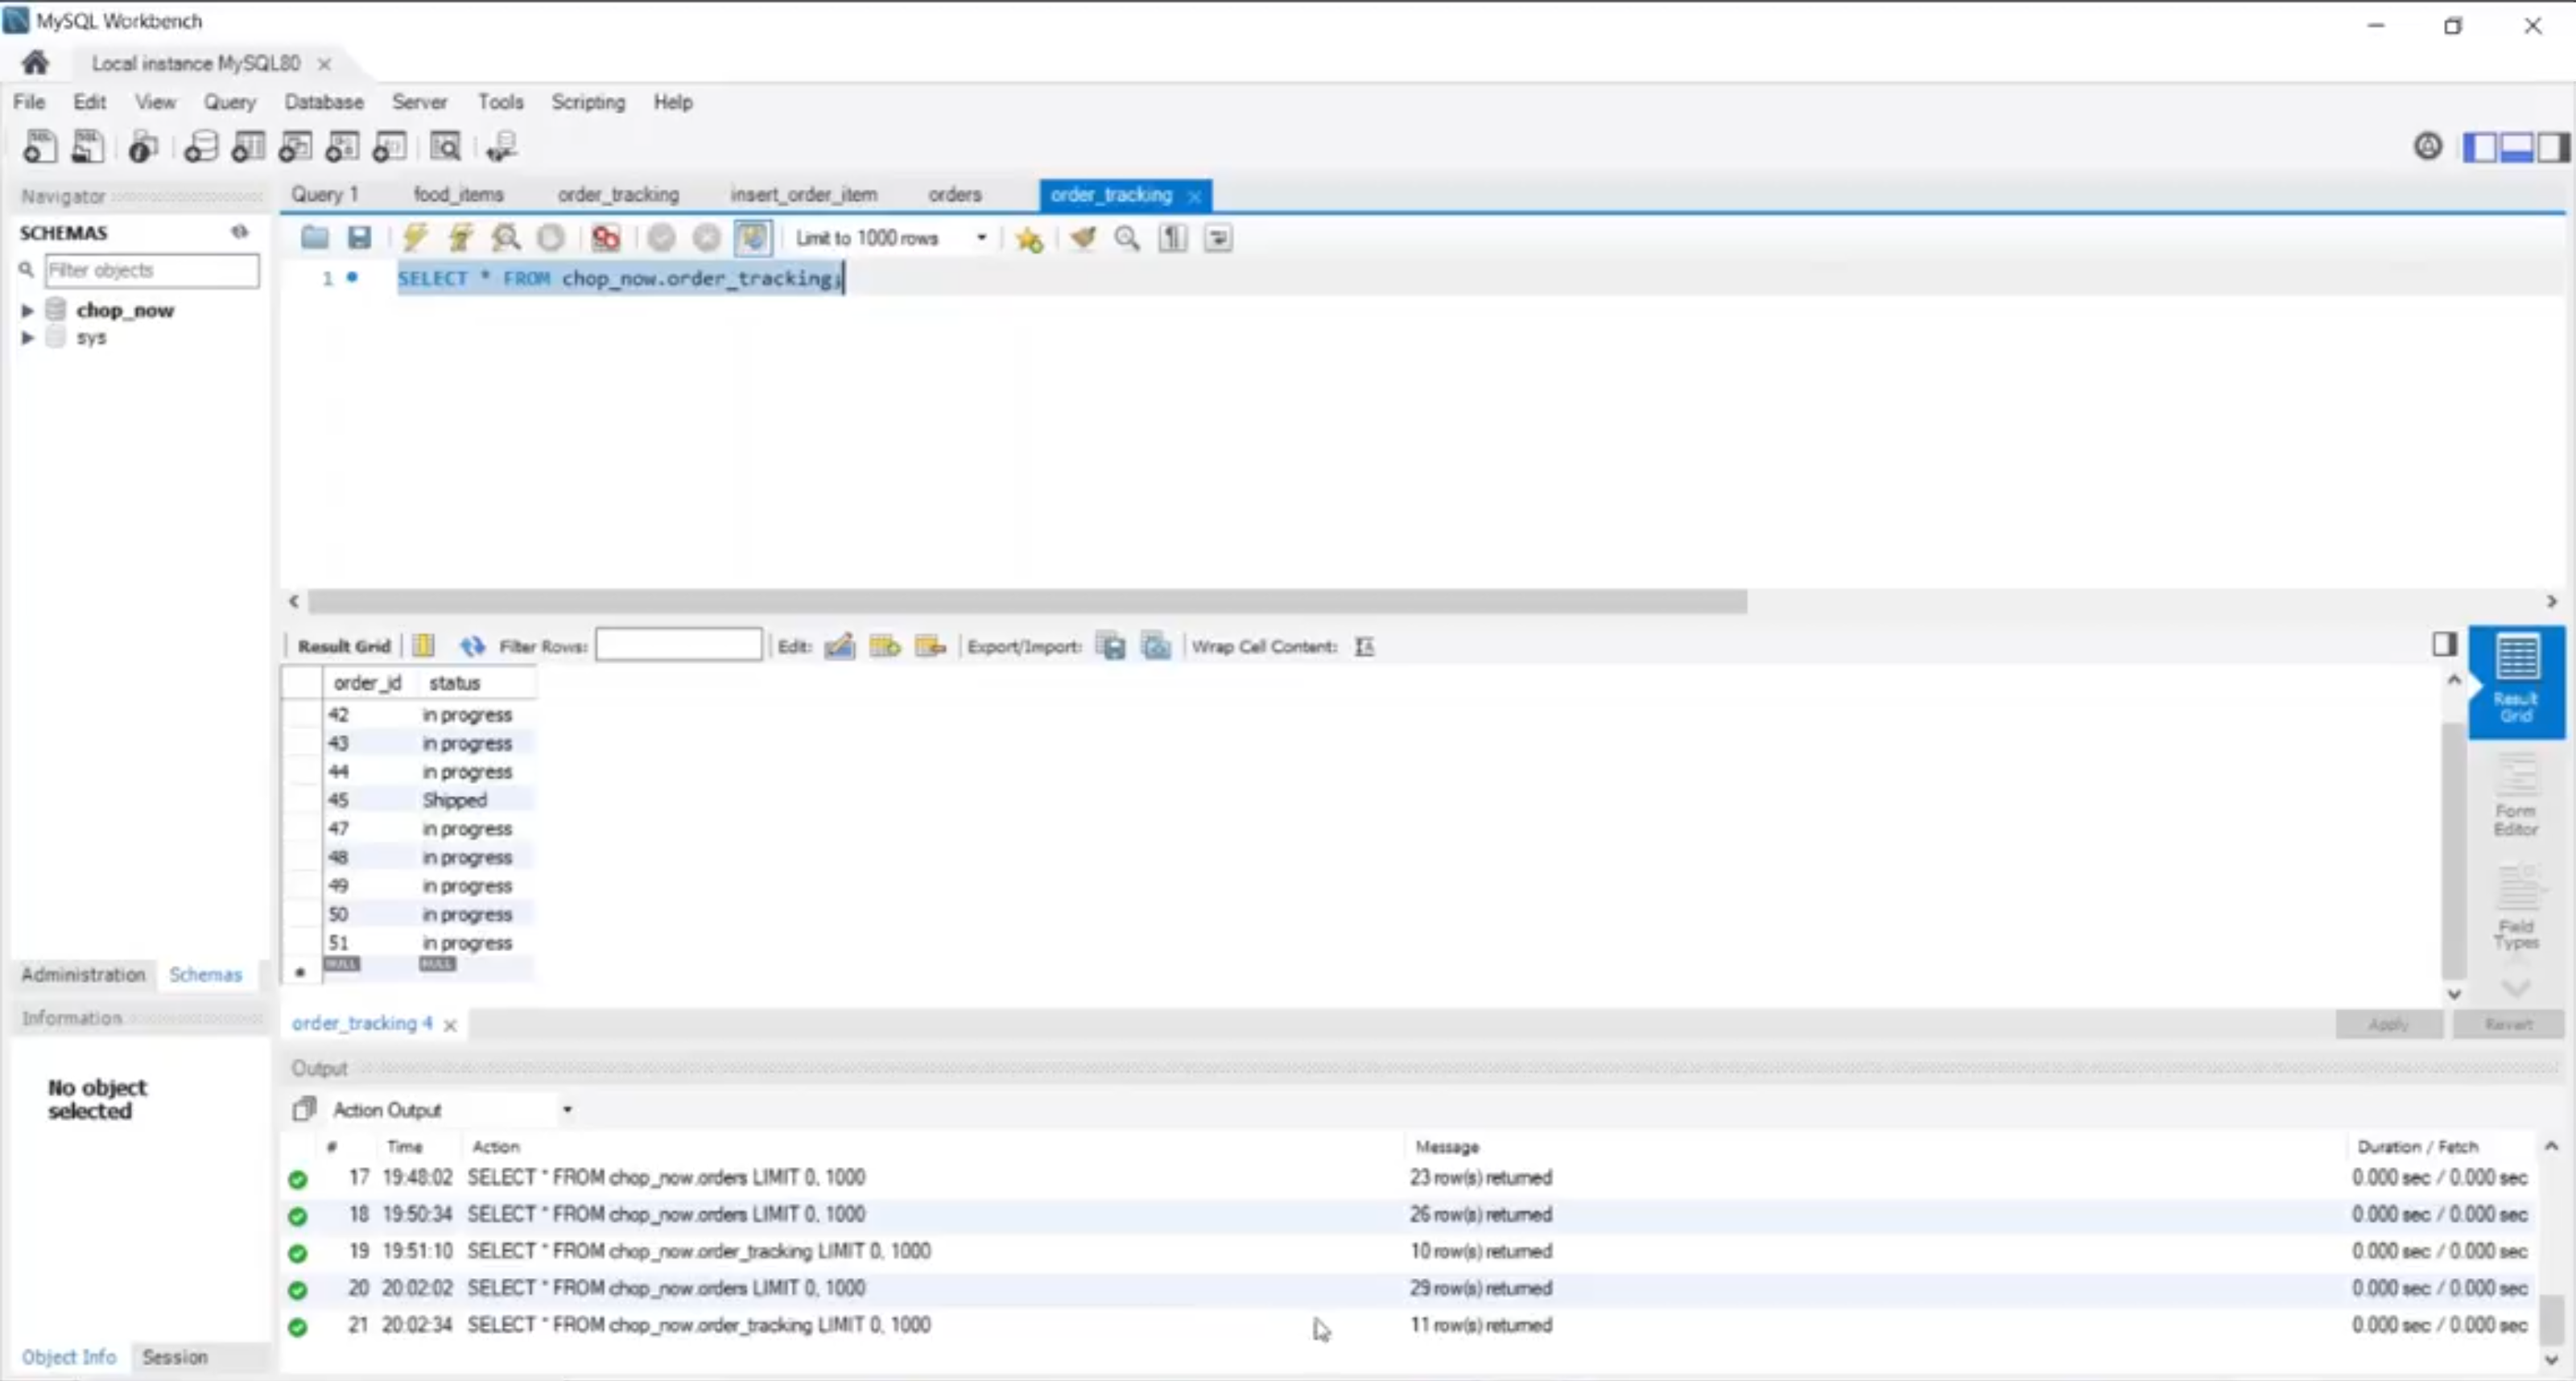 MySQL Workbench
Local instance MySQL80
File Edit View Query Database Server Tools Scripting Help
Navigator
Query 1 food_items order_tracking insert_order_item orders order_tracking
SCHEMAS
Limit to 1000 rows
Filter objects
1 SELECT * FROM chop_now.order_tracking;
chop_now
sys
Result Grid Filter Rows: Edit: Export/Import: Wrap Cell Content:
Result Grid
Form Editor
Field Types
order_id status
42 in progress
43 in progress
44 in progress
45 Shipped
47 in progress
48 in progress
49 in progress
50 in progress
51 in progress
NULL NULL
Administration Schemas
Information
order_tracking 4
Apply Revert
No object
selected
Output
Action Output
# Time Action Message Duration / Fetch
17 19:48:02 SELECT * FROM chop_now.orders LIMIT 0, 1000 23 row(s) returned 0.000 sec / 0.000 sec
18 19:50:34 SELECT * FROM chop_now.orders LIMIT 0, 1000 26 row(s) returned 0.000 sec / 0.000 sec
19 19:51:10 SELECT * FROM chop_now.order_tracking LIMIT 0, 1000 10 row(s) returned 0.000 sec / 0.000 sec
20 20:02:02 SELECT * FROM chop_now.orders LIMIT 0, 1000 29 row(s) returned 0.000 sec / 0.000 sec
21 20:02:34 SELECT * FROM chop_now.order_tracking LIMIT 0, 1000 11 row(s) returned 0.000 sec / 0.000 sec
Object Info Session